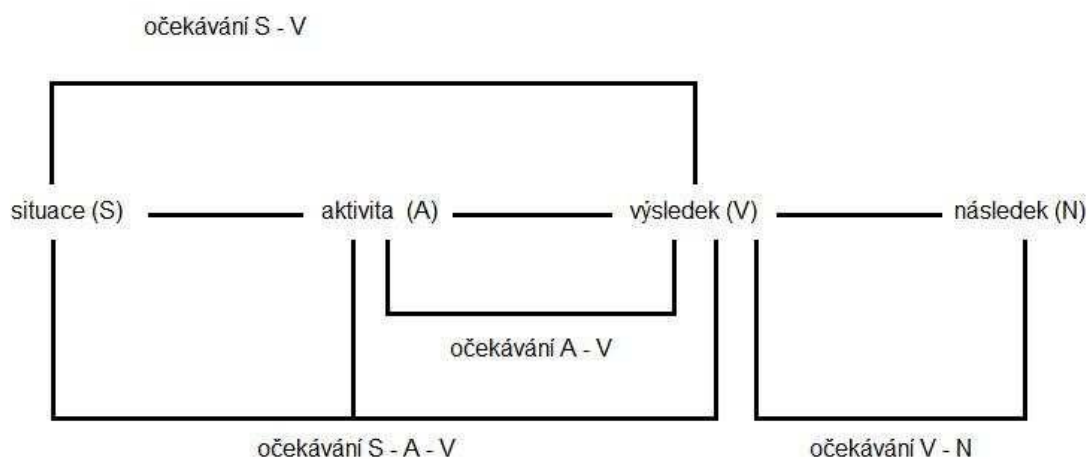 očekávání S - V
situace (S) aktivita (A) výsledek (V) následek (N)
očekávání A - V
očekávání S - A - V očekávání V - N